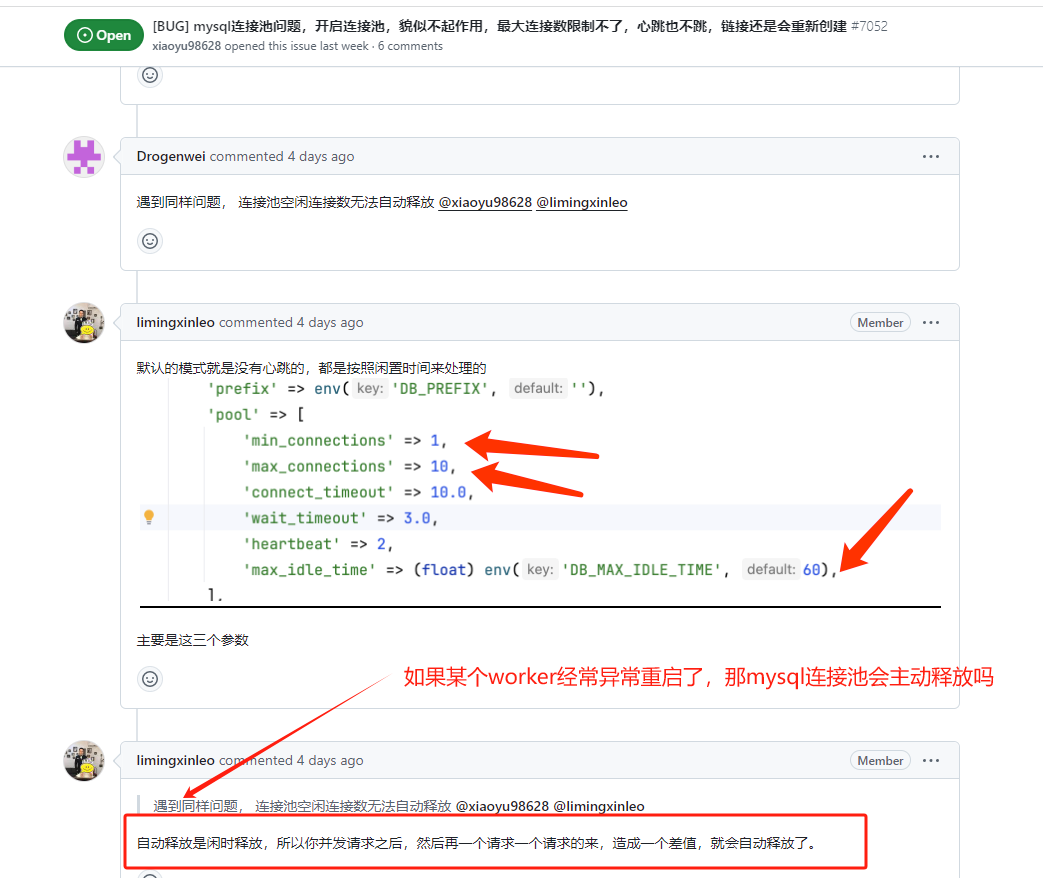 Open
[BUG] mysql连接池问题，开启连接池，貌似不起作用，最大连接数限制不了，心跳也不跳，链接还是会重新创建 #7052
xiaoyu98628 opened this issue last week · 6 comments
Drogenwei commented 4 days ago
遇到同样问题， 连接池空闲连接数无法自动释放 @xiaoyu98628 @limingxinleo
limingxinleo commented 4 days ago
Member
默认的模式就是没有心跳的，都是按照闲置时间来处理的
'prefix' => env( key: 'DB_PREFIX', default: ''),
'pool' => [
'min_connections' => 1,
'max_connections' => 10,
'connect_timeout' => 10.0,
'wait_timeout' => 3.0,
'heartbeat' => 2,
'max_idle_time' => (float) env( key: 'DB_MAX_IDLE_TIME', default: 60),
],
主要是这三个参数
如果某个worker经常异常重启了，那mysql连接池会主动释放吗
limingxinleo commented 4 days ago
Member
遇到同样问题， 连接池空闲连接数无法自动释放 @xiaoyu98628 @limingxinleo
自动释放是闲时释放，所以你并发请求之后，然后再一个请求一个请求的来，造成一个差值，就会自动释放了。